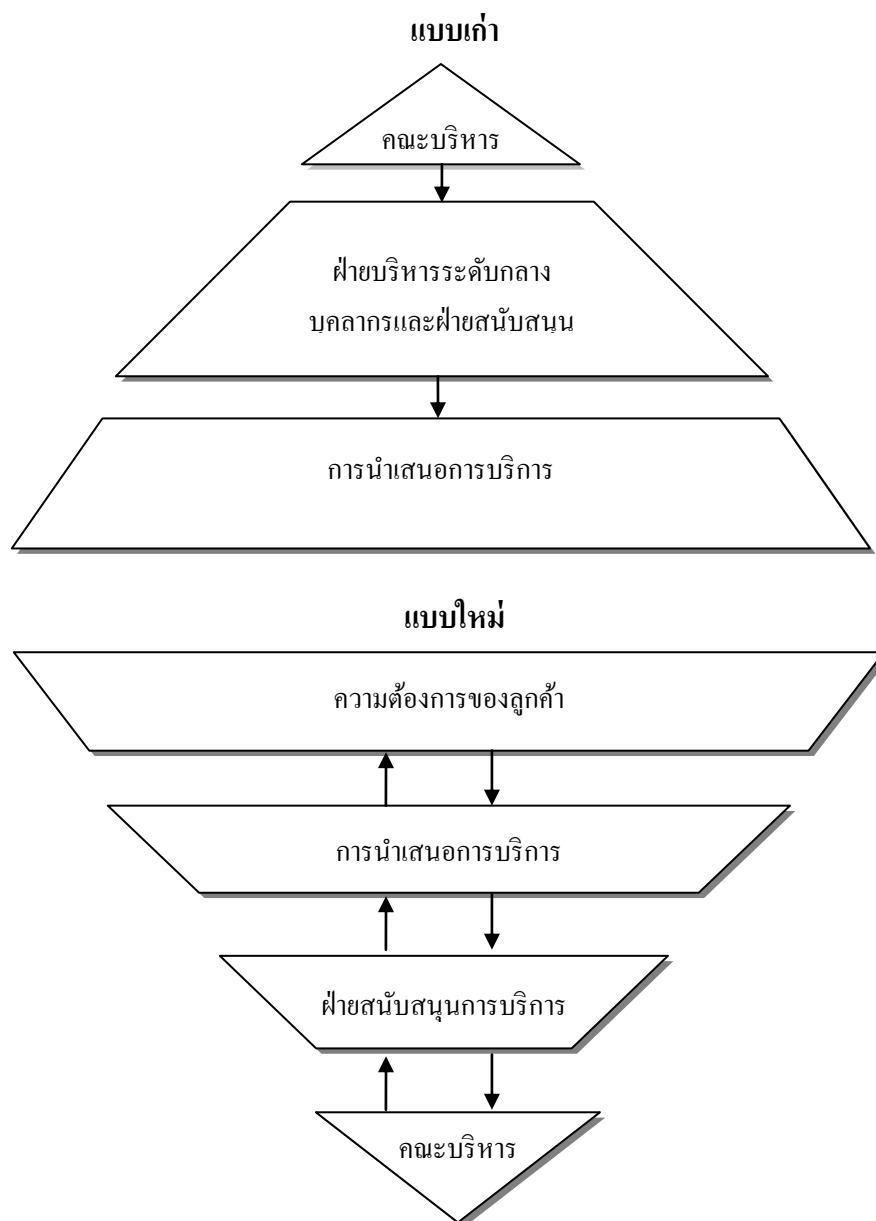 แบบเก่า
คณะบริหาร
ฝ่ายบริหารระดับกลาง
บุคลากรและฝ่ายสนับสนุน
การนำเสนอการบริการ
แบบใหม่
ความต้องการของลูกค้า
การนำเสนอการบริการ
ฝ่ายสนับสนุนการบริการ
คณะบริหาร